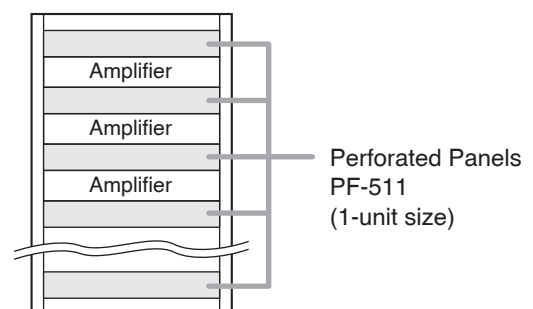 Amplifier
Amplifier
Amplifier
Perforated Panels
PF-511
(1-unit size)